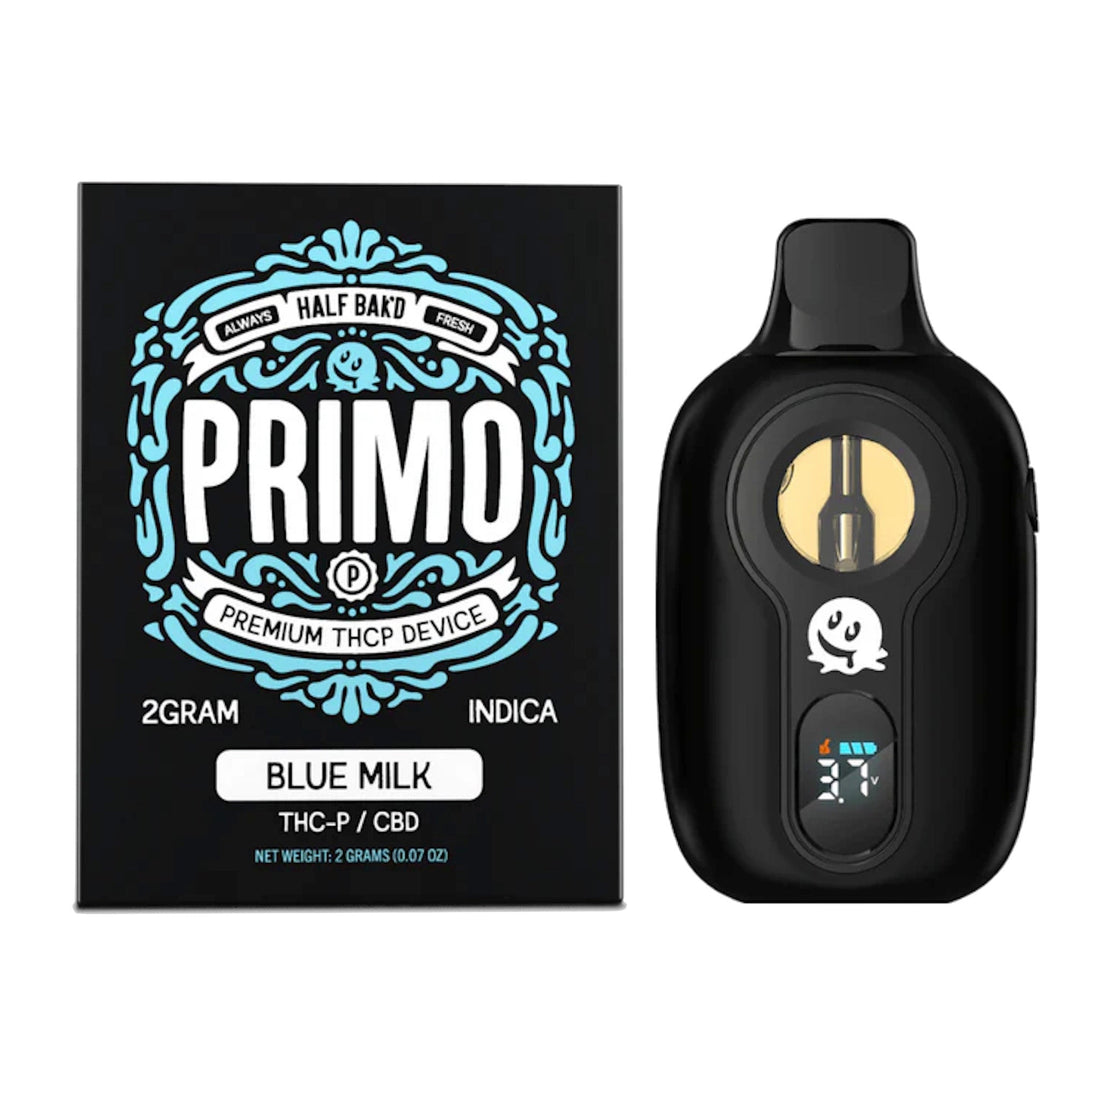 ALWAYS HALF BAK'D FRESH
PRIMO
P
PREMIUM THCP DEVICE
2GRAM INDICA
BLUE MILK
THC-P / CBD
NET WEIGHT: 2 GRAMS (0.07 OZ)
3.7V